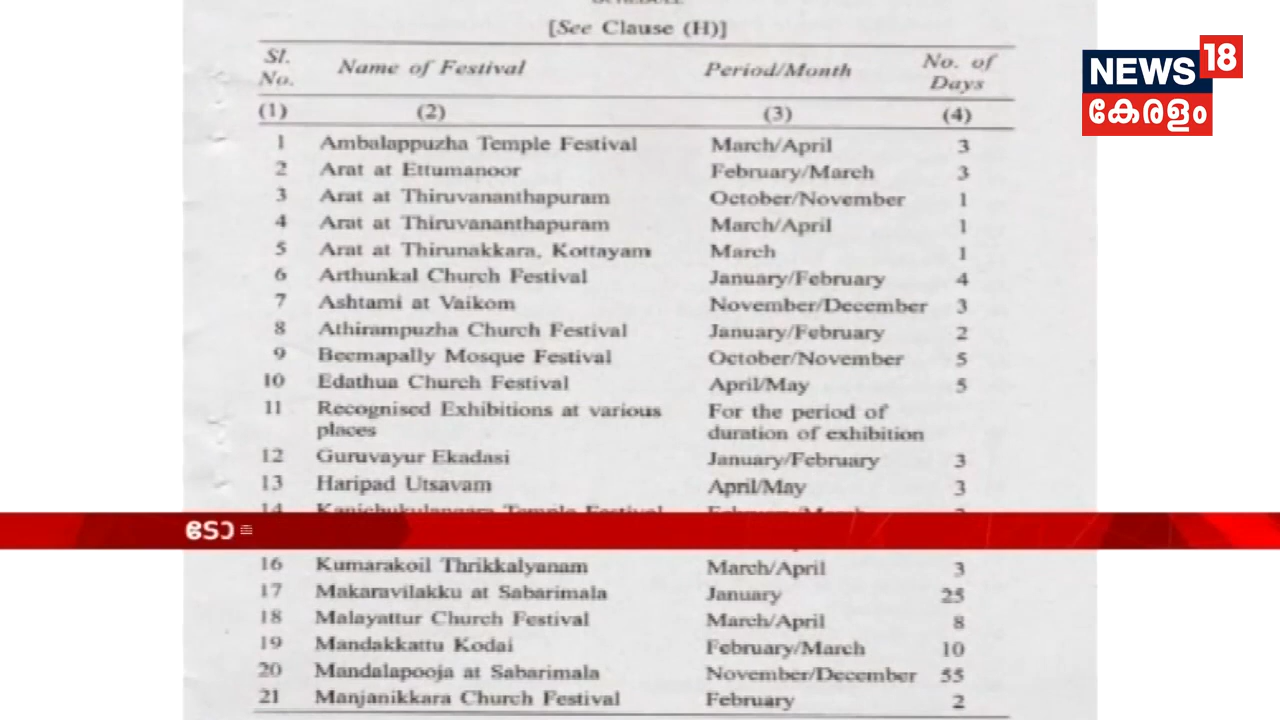 [See Clause (H)]
Sl. No. Name of Festival Period/Month No. of Days
(1) (2) (3) (4)
1 Ambalappuzha Temple Festival March/April 3
2 Arat at Ettumanoor February/March 3
3 Arat at Thiruvananthapuram October/November 1
4 Arat at Thiruvananthapuram March/April 1
5 Arat at Thirunakkara, Kottayam March 1
6 Arthunkal Church Festival January/February 4
7 Ashtami at Vaikom November/December 3
8 Athirampuzha Church Festival January/February 2
9 Beemapally Mosque Festival October/November 5
10 Edathua Church Festival April/May 5
11 Recognised Exhibitions at various For the period of
places duration of exhibition
12 Guruvayur Ekadasi January/February 3
13 Haripad Utsavam April/May 3
16 Kumarakoil Thrikkalyanam March/April 3
17 Makaravilakku at Sabarimala January 25
18 Malayattur Church Festival March/April 8
19 Mandakkattu Kodai February/March 10
20 Mandalapooja at Sabarimala November/December 55
21 Manjanikkara Church Festival February 2
NEWS 18
കേരളം
ടോ